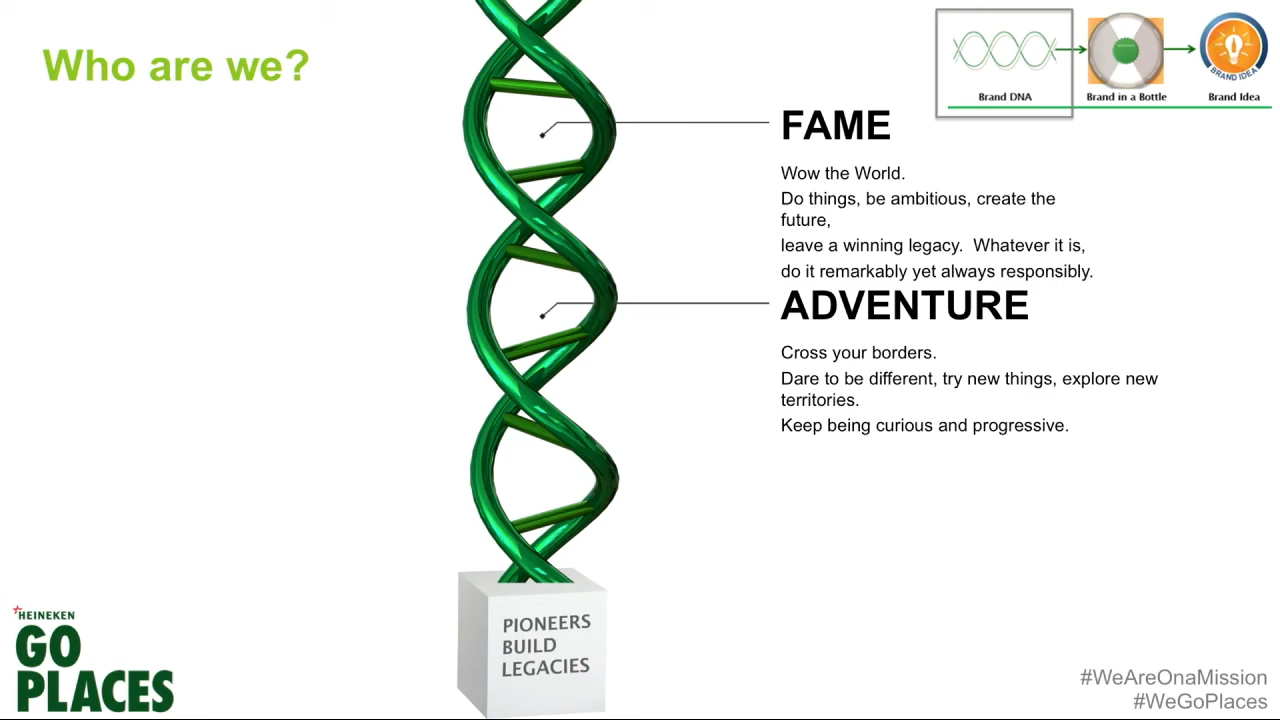 Who are we?
Brand DNA
Brand in a Bottle
BRAND IDEA
Brand Idea
FAME
Wow the World.
Do things, be ambitious, create the
future,
leave a winning legacy.  Whatever it is,
do it remarkably yet always responsibly.
ADVENTURE
Cross your borders.
Dare to be different, try new things, explore new
territories.
Keep being curious and progressive.
PIONEERS
BUILD
LEGACIES
HEINEKEN
GO
PLACES
#WeAreOnaMission
#WeGoPlaces